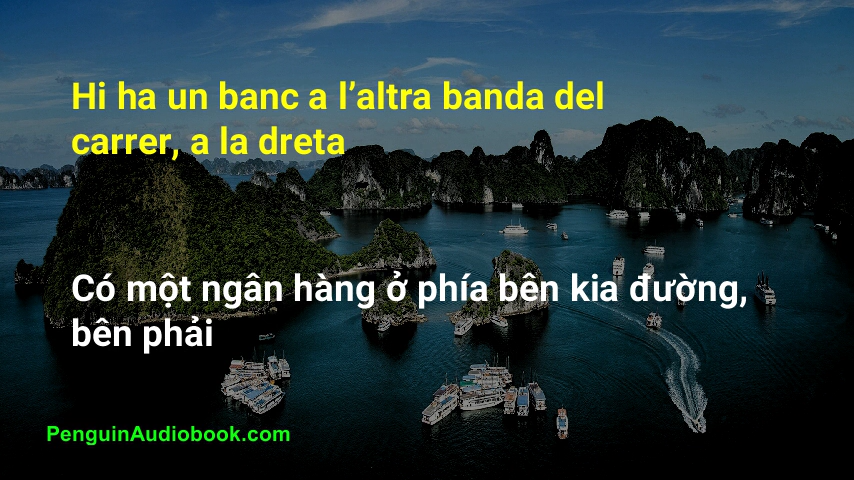 Hi ha un banc a l’altra banda del
carrer, a la dreta
Có một ngân hàng ở phía bên kia đường,
bên phải
PenguinAudiobook.com